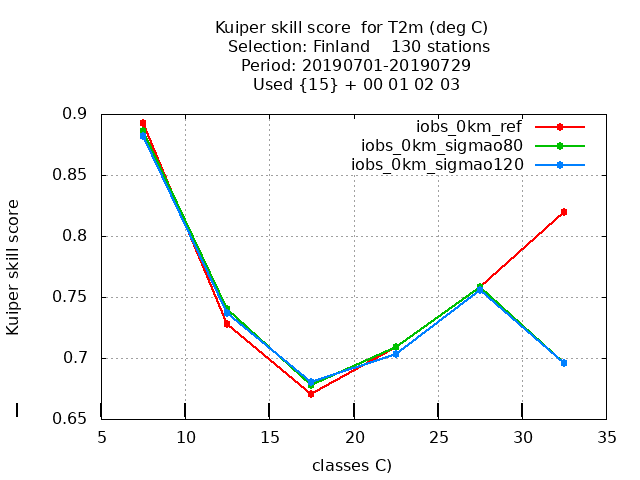 Kuiper skill score  for T2m (deg C)
Selection: Finland    130 stations
Period: 20190701-20190729
Used {15} + 00 01 02 03
iobs_0km_ref
iobs_0km_sigmao80
iobs_0km_sigmao120
Kuiper skill score
0.9
0.85
0.8
0.75
0.7
0.65
5 10 15 20 25 30 35
classes C)